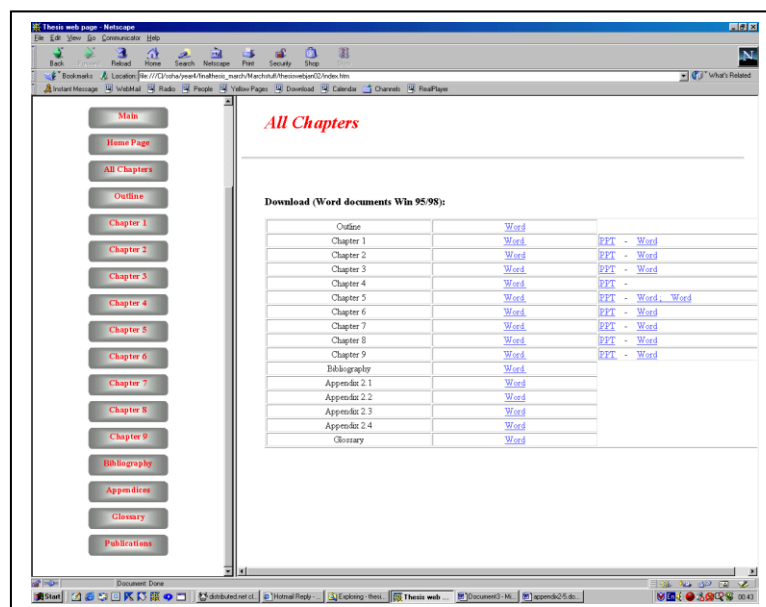 Thesis web page - Netscape
File Edit View Go Communicator Help
Back Forward Reload Home Search Netscape Print Security Shop
Bookmarks Location: file:///C|/ssha/year4/finalthesis_march/Marchstuff/thesiswebjan02/index.htm What's Related
Instant Message WebMail Radio People Yellow Pages Download Calendar Channels RealPlayer
Main
Home Page
All Chapters
Outline
Chapter 1
Chapter 2
Chapter 3
Chapter 4
Chapter 5
Chapter 6
Chapter 7
Chapter 8
Chapter 9
Bibliography
Appendices
Glossary
Publications
All Chapters
Download (Word documents Win 95/98):
Outline Word
Chapter 1 Word PPT - Word
Chapter 2 Word PPT - Word
Chapter 3 Word PPT - Word
Chapter 4 Word PPT -
Chapter 5 Word PPT - Word ; Word
Chapter 6 Word PPT - Word
Chapter 7 Word PPT - Word
Chapter 8 Word PPT - Word
Chapter 9 Word PPT - Word
Bibliography Word
Appendix 2.1 Word
Appendix 2.2 Word
Appendix 2.3 Word
Appendix 2.4 Word
Glossary Word
Document: Done
Start distributed.net cl... Hotmail Reply - ... Exploring - thesi... Thesis web ... Document3 - Mi... appendix2-5.do... 00:43